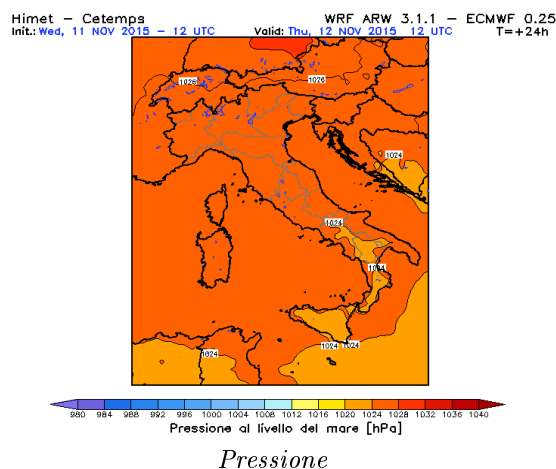 Himet – Cetemps WRF ARW 3.1.1 – ECMWF 0.25
Init.: Wed, 11 NOV 2015 – 12 UTC Valid: Thu, 12 NOV 2015 12 UTC T=+24h
1026 1026
1024
1024
1024
1024 1024 1024
980 984 988 992 996 1000 1004 1008 1012 1016 1020 1024 1028 1032 1036 1040
Pressione al livello del mare [hPa]
Pressione